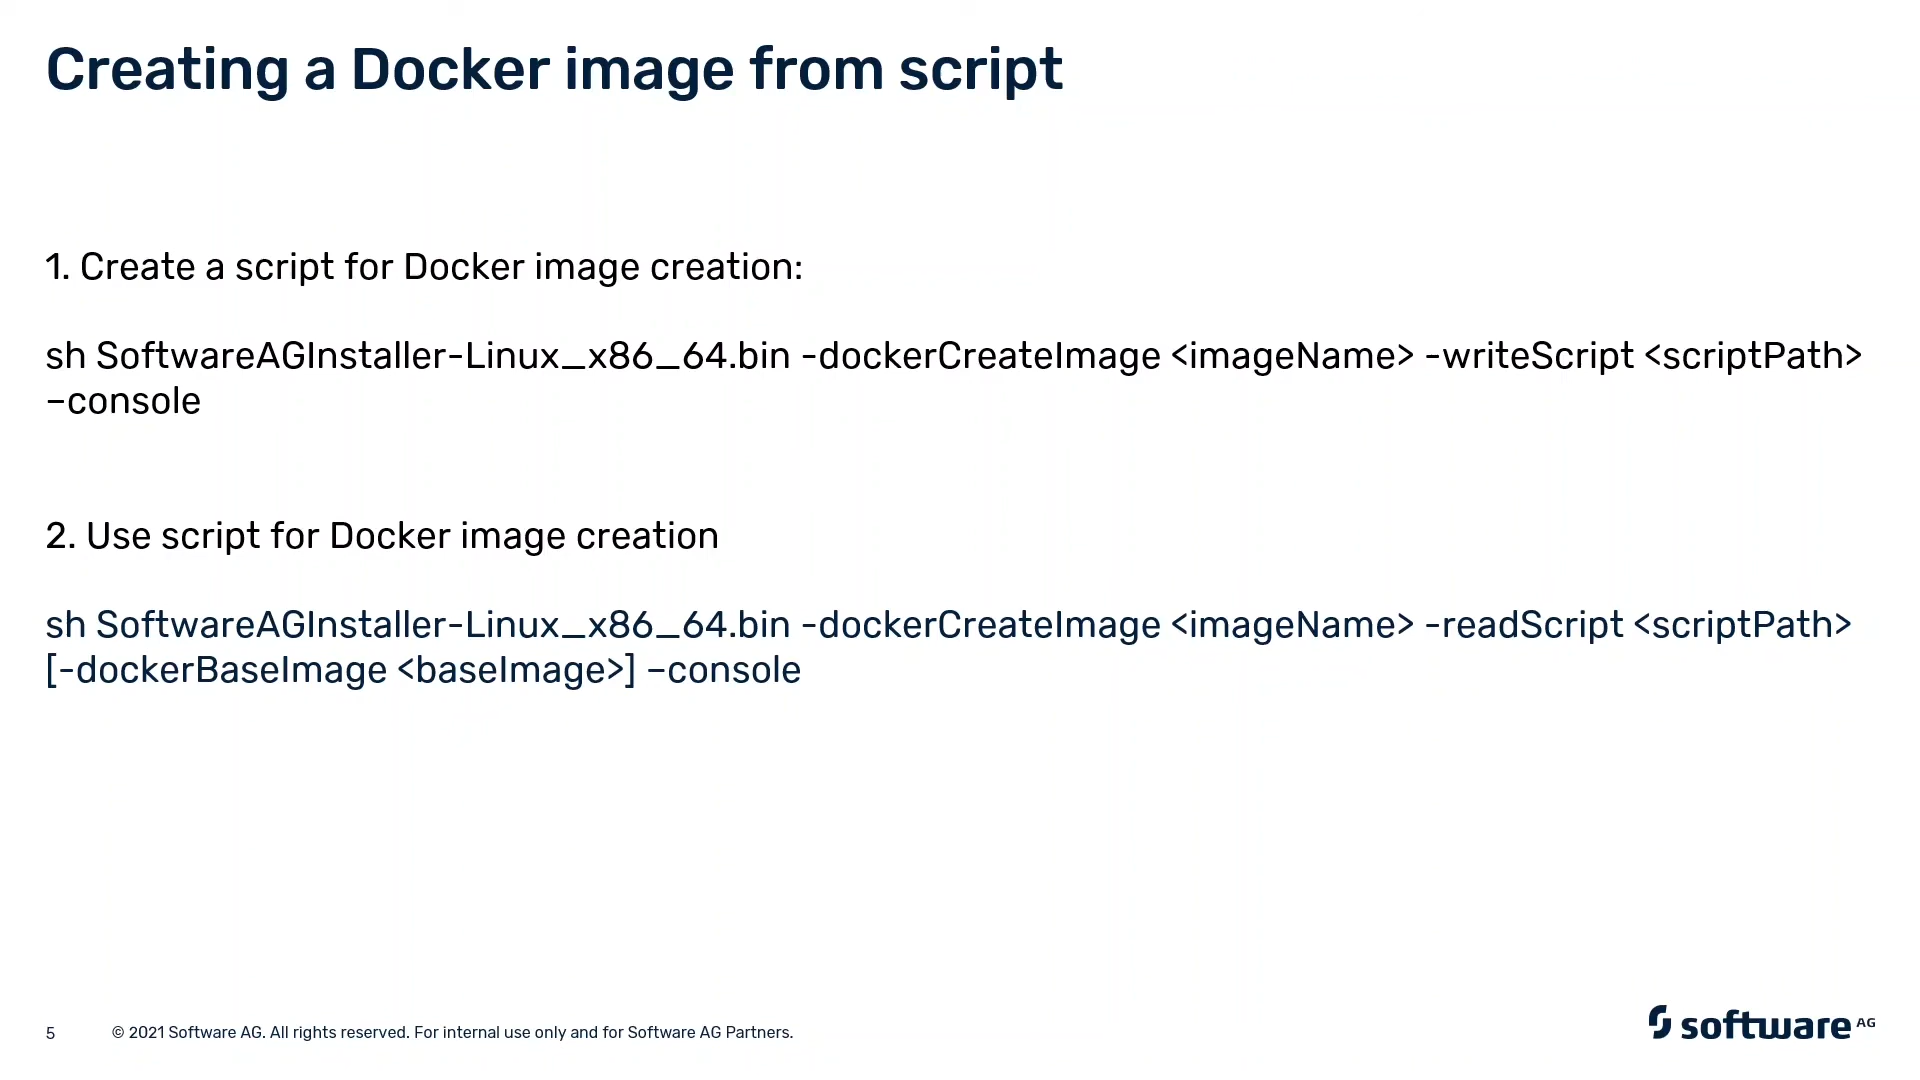 Creating a Docker image from script
1. Create a script for Docker image creation:
sh SoftwareAGInstaller-Linux_x86_64.bin -dockerCreateImage <imageName> -writeScript <scriptPath>
–console
2. Use script for Docker image creation
sh SoftwareAGInstaller-Linux_x86_64.bin -dockerCreateImage <imageName> -readScript <scriptPath>
[-dockerBaseImage <baseImage>] –console
5
© 2021 Software AG. All rights reserved. For internal use only and for Software AG Partners.
software AG